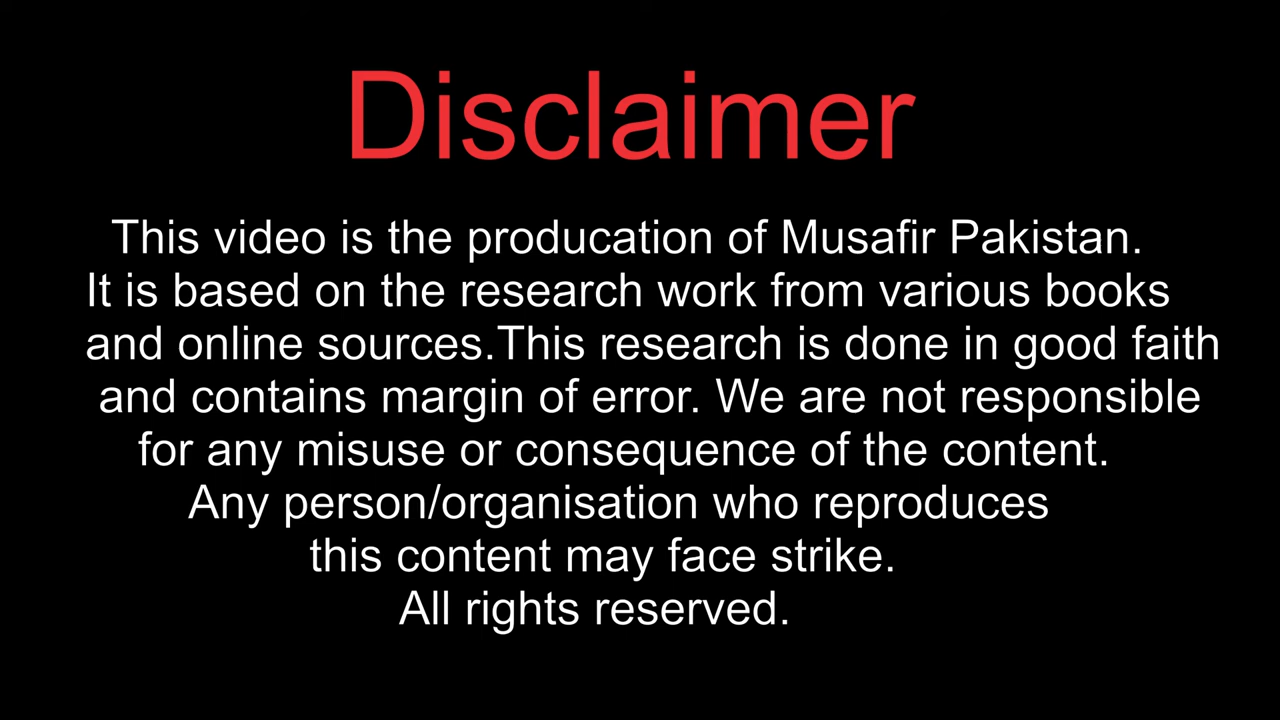 Disclaimer
This video is the producation of Musafir Pakistan.
It is based on the research work from various books
and online sources.This research is done in good faith
and contains margin of error. We are not responsible
for any misuse or consequence of the content.
Any person/organisation who reproduces
this content may face strike.
All rights reserved.